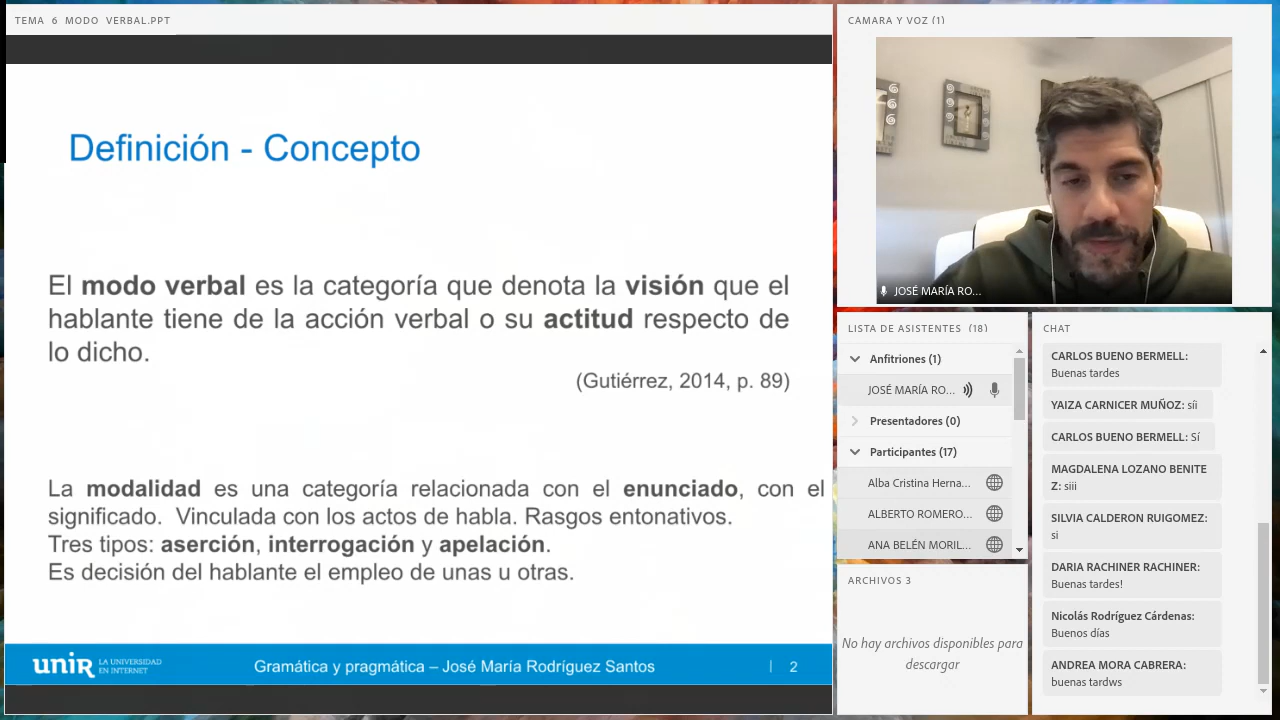 TEMA 6 MODO VERBAL.PPT
Definición - Concepto
El modo verbal es la categoría que denota la visión que el
hablante tiene de la acción verbal o su actitud respecto de
lo dicho.
(Gutiérrez, 2014, p. 89)
La modalidad es una categoría relacionada con el enunciado, con el
significado. Vinculada con los actos de habla. Rasgos entonativos.
Tres tipos: aserción, interrogación y apelación.
Es decisión del hablante el empleo de unas u otras.
unir LA UNIVERSIDAD
EN INTERNET
Gramática y pragmática – José María Rodríguez Santos
2
CAMARA Y VOZ (1)
JOSÉ MARÍA RO...
LISTA DE ASISTENTES (18)
Anfitriones (1)
JOSÉ MARÍA RO...
Presentadores (0)
Participantes (17)
Alba Cristina Herna...
ALBERTO ROMERO...
ANA BELÉN MORIL...
ARCHIVOS 3
No hay archivos disponibles para
descargar
CHAT
CARLOS BUENO BERMELL:
Buenas tardes
YAIZA CARNICER MUÑOZ: síi
CARLOS BUENO BERMELL: Sí
MAGDALENA LOZANO BENITE
Z: siii
SILVIA CALDERON RUIGOMEZ:
si
DARIA RACHINER RACHINER:
Buenas tardes!
Nicolás Rodríguez Cárdenas:
Buenos días
ANDREA MORA CABRERA:
buenas tardws